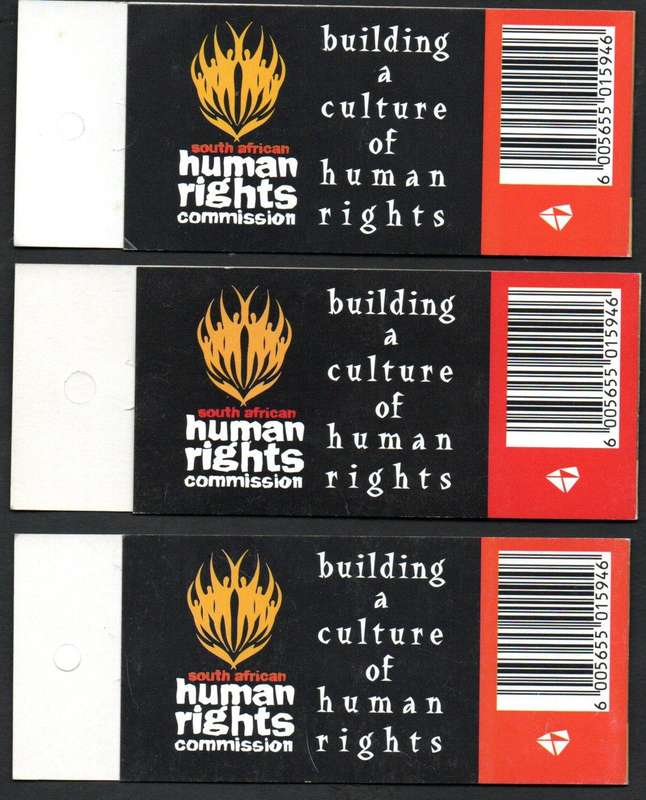 south african
human
rights
commission
building
a
culture
of
human
rights
6 005655 015946
south african
human
rights
commission
building
a
culture
of
human
rights
6 005655 015946
south african
human
rights
commission
building
a
culture
of
human
rights
6 005655 015946